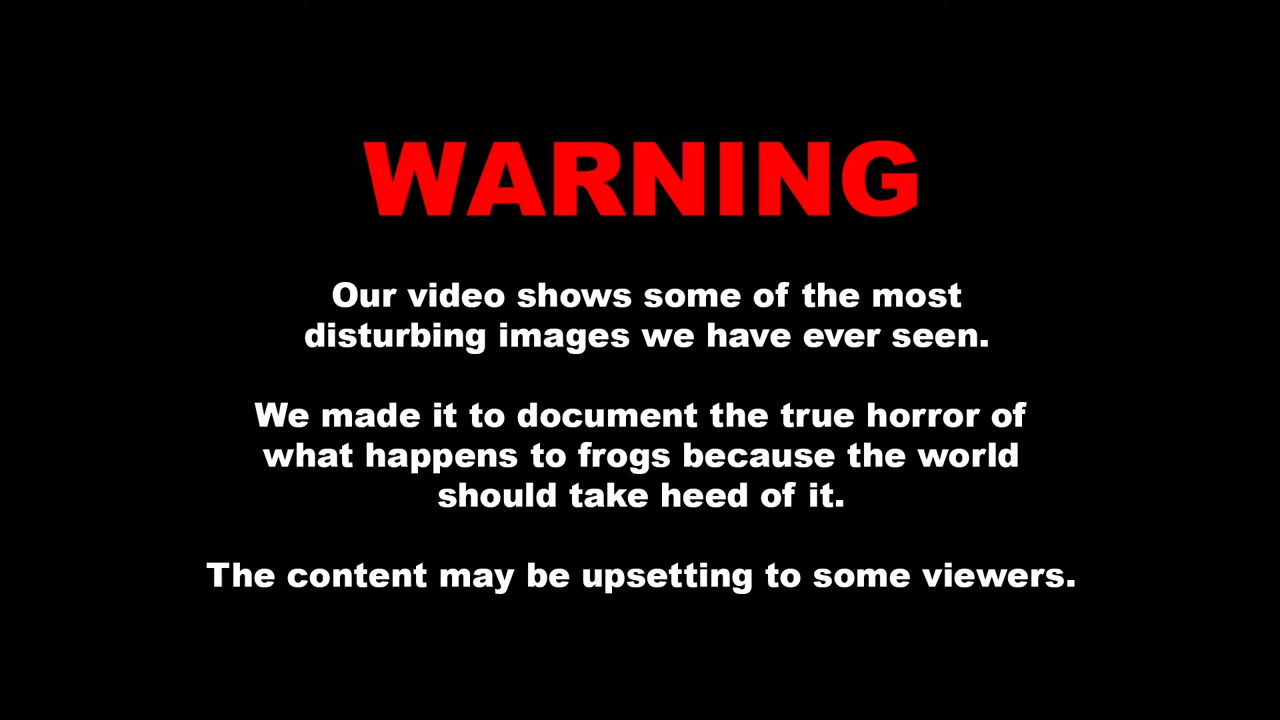 WARNING
Our video shows some of the most
disturbing images we have ever seen.
We made it to document the true horror of
what happens to frogs because the world
should take heed of it.
The content may be upsetting to some viewers.